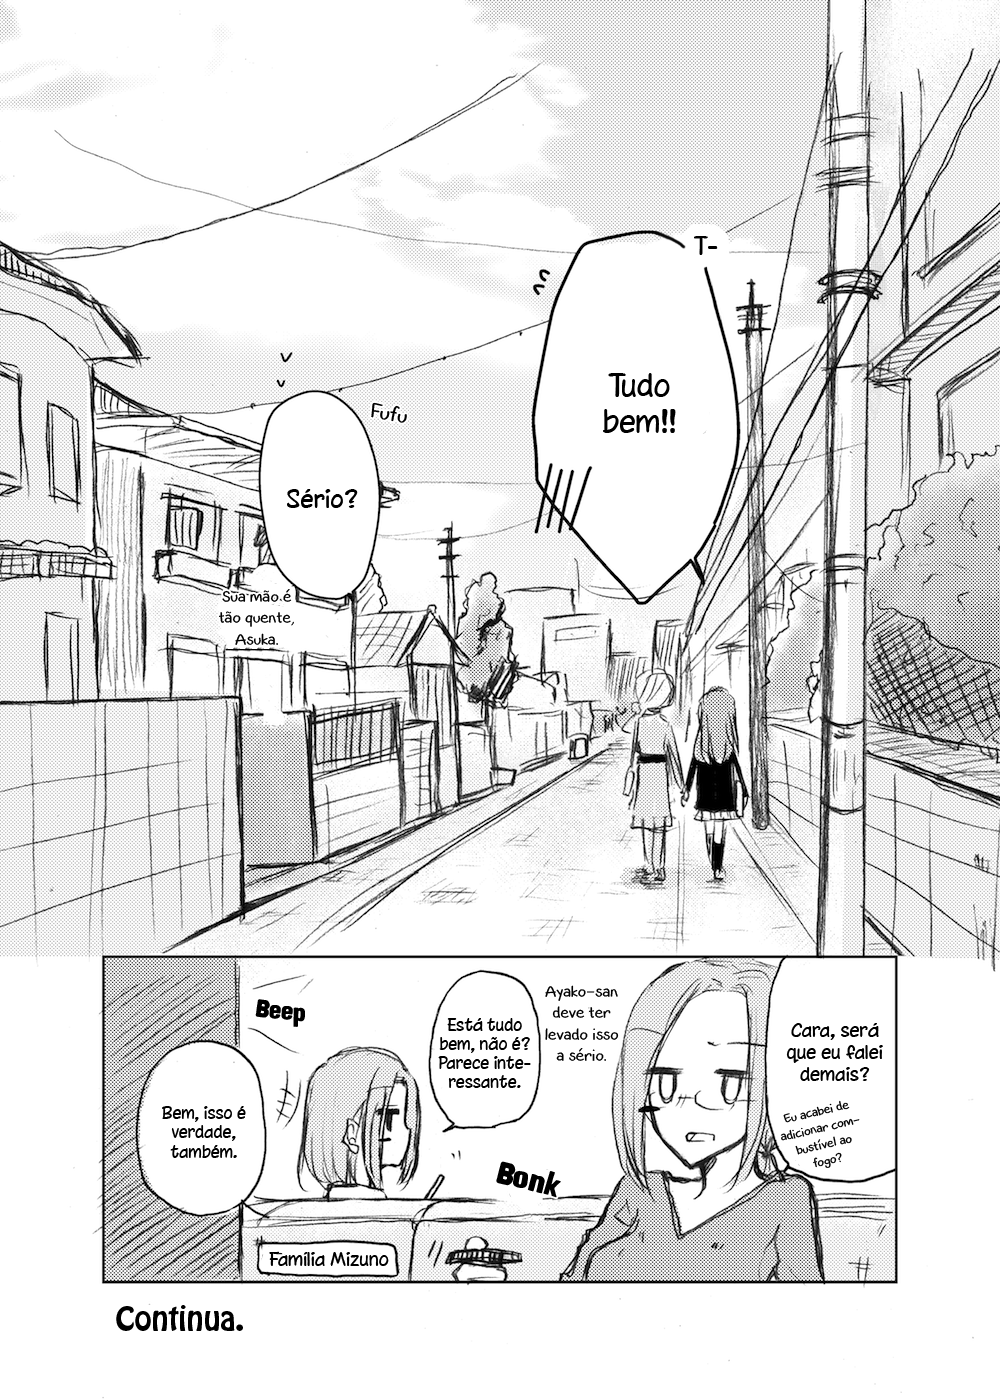 T-
Tudo
bem!!
Fufu
Sério?
Sua mão é
tão quente,
Asuka.
Cara, será
que eu falei
demais?
Eu acabei de
adicionar com-
bustível ao
fogo?
Ayako-san
deve ter
levado isso
a sério.
Está tudo
bem, não é?
Parece inte-
ressante.
Beep
Bem, isso é
verdade,
também.
Bonk
Família Mizuno
Continua.